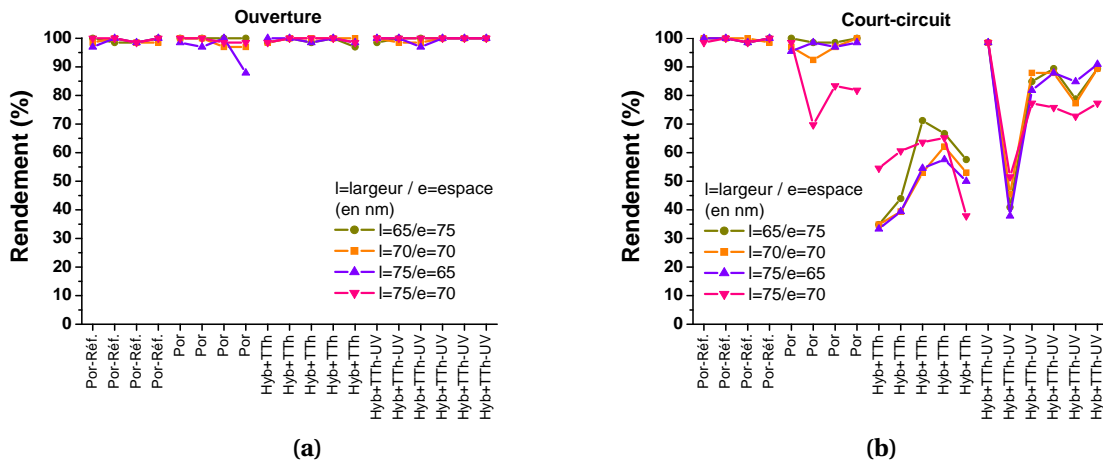 Ouverture
Rendement (%)
100
90
80
70
60
50
40
30
20
10
0
l=largeur / e=espace
(en nm)
l=65/e=75
l=70/e=70
l=75/e=65
l=75/e=70
Por-Réf.
Por-Réf.
Por-Réf.
Por-Réf.
Por
Por
Por
Por
Hyb+TTh
Hyb+TTh
Hyb+TTh
Hyb+TTh
Hyb+TTh
Hyb+TTh-UV
Hyb+TTh-UV
Hyb+TTh-UV
Hyb+TTh-UV
Hyb+TTh-UV
Hyb+TTh-UV
(a)
Court-circuit
Rendement (%)
100
90
80
70
60
50
40
30
20
10
0
l=largeur / e=espace
(en nm)
l=65/e=75
l=70/e=70
l=75/e=65
l=75/e=70
Por-Réf.
Por-Réf.
Por-Réf.
Por-Réf.
Por
Por
Por
Por
Hyb+TTh
Hyb+TTh
Hyb+TTh
Hyb+TTh
Hyb+TTh
Hyb+TTh-UV
Hyb+TTh-UV
Hyb+TTh-UV
Hyb+TTh-UV
Hyb+TTh-UV
Hyb+TTh-UV
(b)